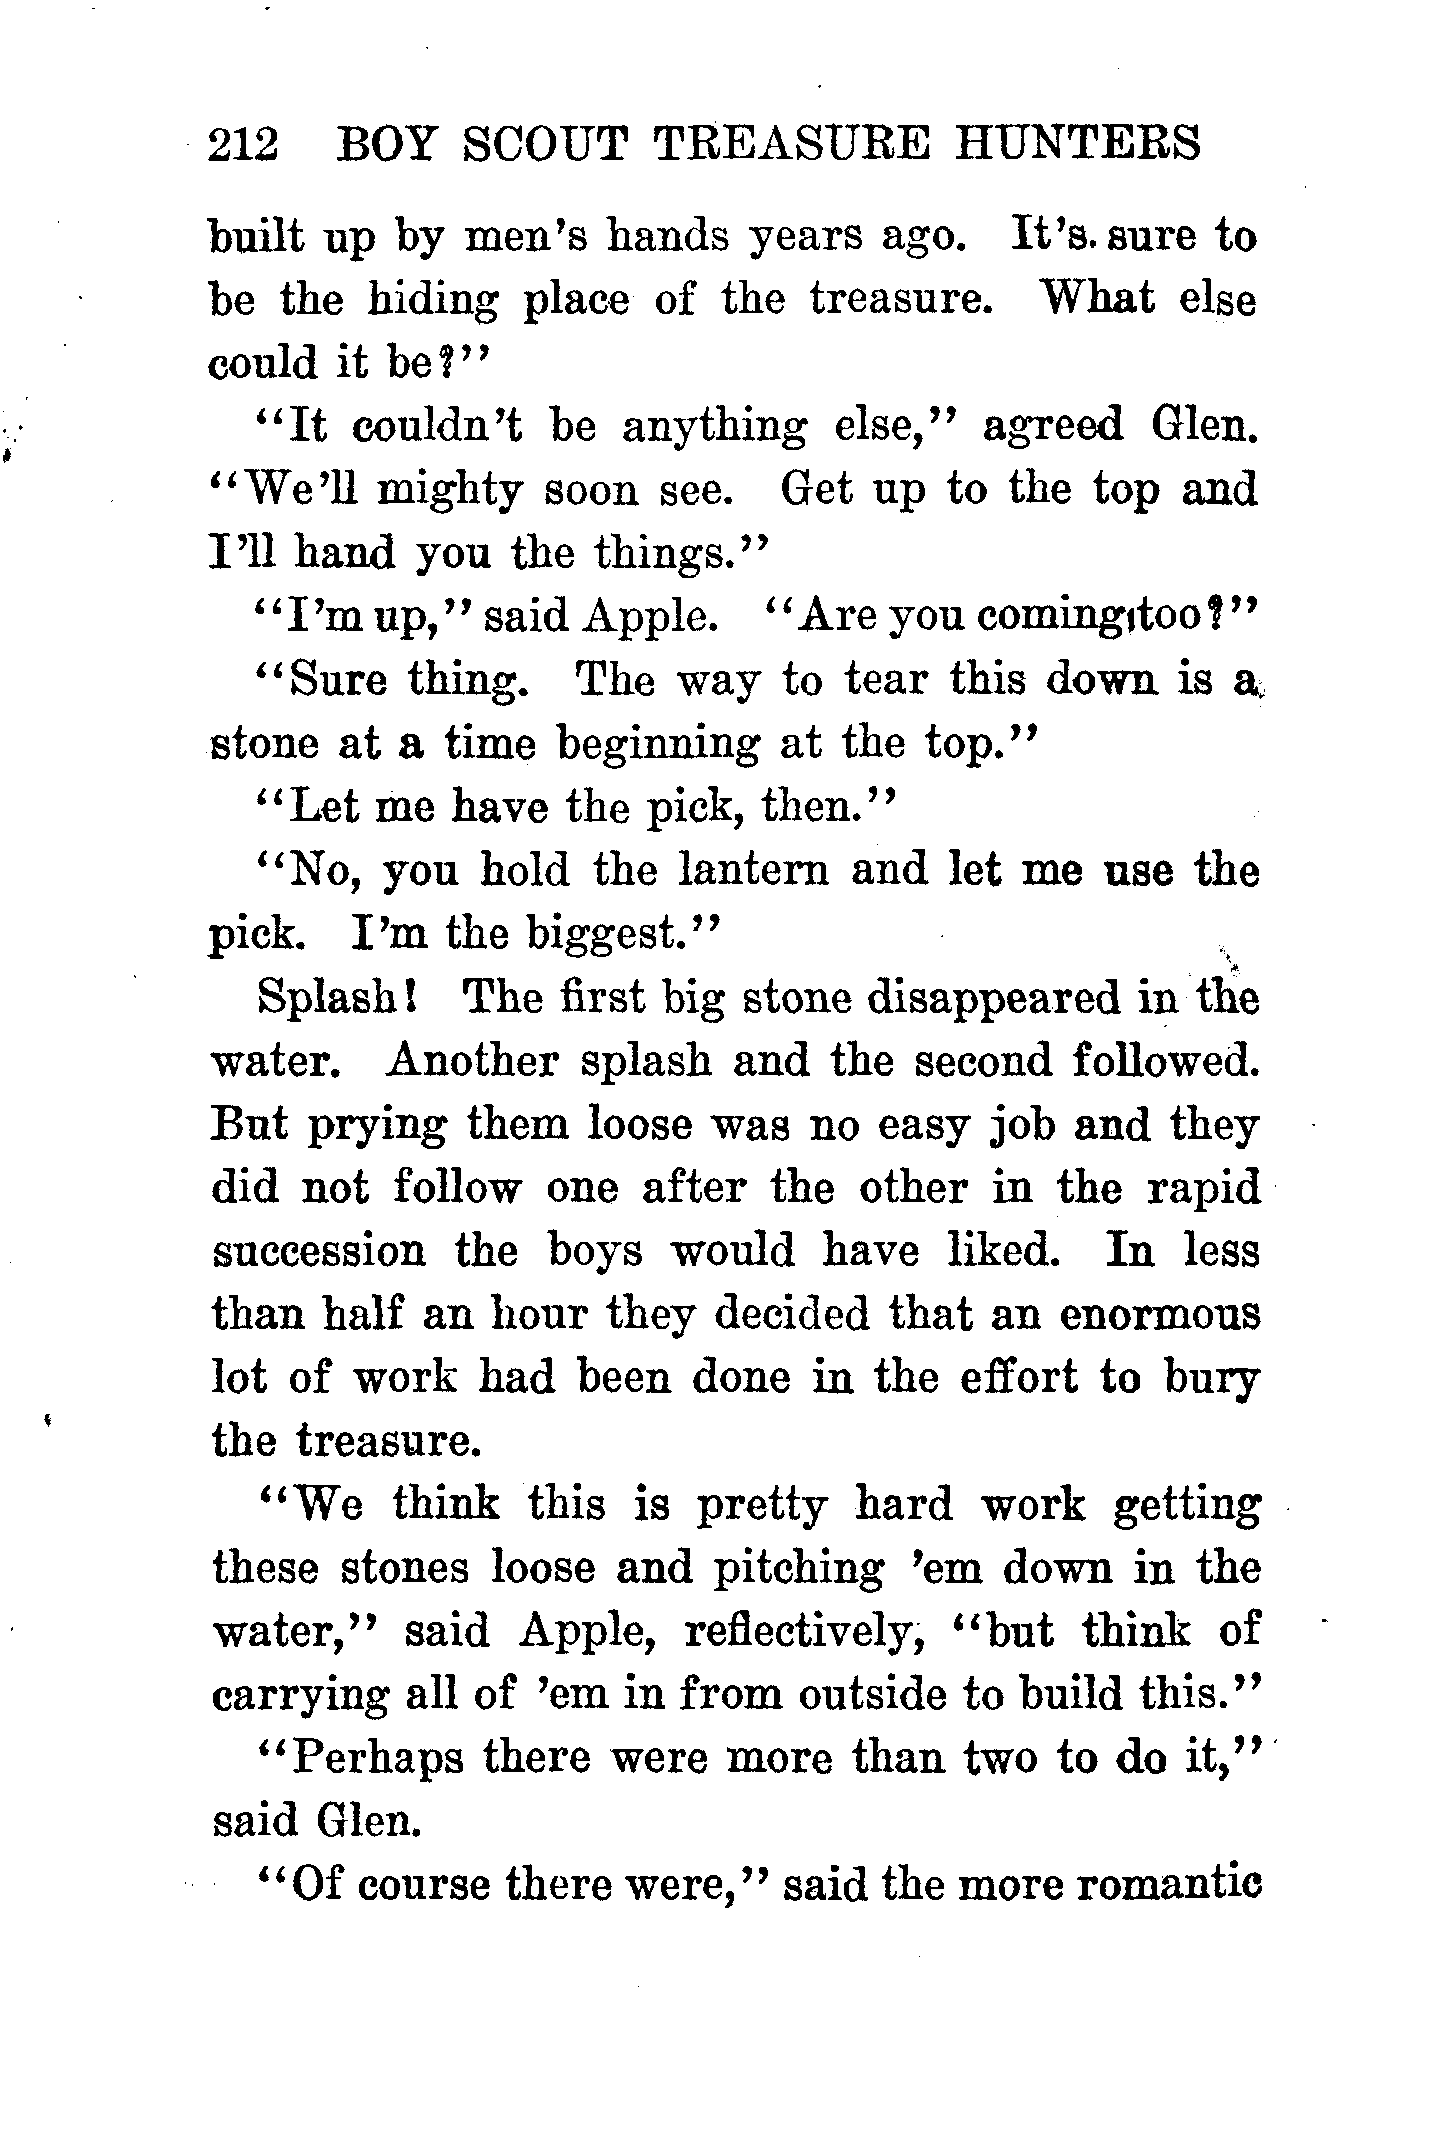 212 BOY SCOUT TREASURE HUNTERS
built up by men's hands years ago. It's sure to
be the hiding place of the treasure. What else
could it be?"
"It couldn't be anything else," agreed Glen.
"We'll mighty soon see. Get up to the top and
I'll hand you the things."
"I'm up," said Apple. "Are you coming too?"
"Sure thing. The way to tear this down is a
stone at a time beginning at the top."
"Let me have the pick, then."
"No, you hold the lantern and let me use the
pick. I'm the biggest."
Splash! The first big stone disappeared in the
water. Another splash and the second followed.
But prying them loose was no easy job and they
did not follow one after the other in the rapid
succession the boys would have liked. In less
than half an hour they decided that an enormous
lot of work had been done in the effort to bury
the treasure.
"We think this is pretty hard work getting
these stones loose and pitching 'em down in the
water," said Apple, reflectively, "but think of
carrying all of 'em in from outside to build this."
"Perhaps there were more than two to do it,"
said Glen.
"Of course there were," said the more romantic